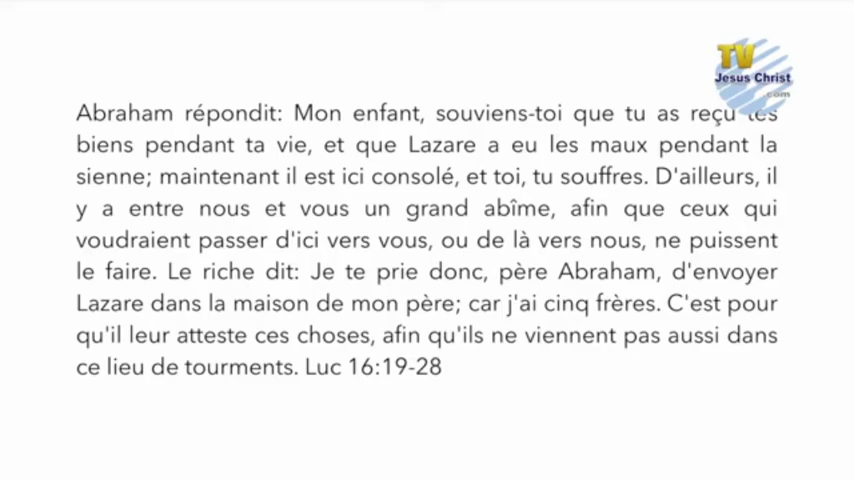 TV
Jesus Christ
.com
Abraham répondit: Mon enfant, souviens-toi que tu as reçu tes
biens pendant ta vie, et que Lazare a eu les maux pendant la
sienne; maintenant il est ici consolé, et toi, tu souffres. D'ailleurs, il
y a entre nous et vous un grand abîme, afin que ceux qui
voudraient passer d'ici vers vous, ou de là vers nous, ne puissent
le faire. Le riche dit: Je te prie donc, père Abraham, d'envoyer
Lazare dans la maison de mon père; car j'ai cinq frères. C'est pour
qu'il leur atteste ces choses, afin qu'ils ne viennent pas aussi dans
ce lieu de tourments. Luc 16:19-28